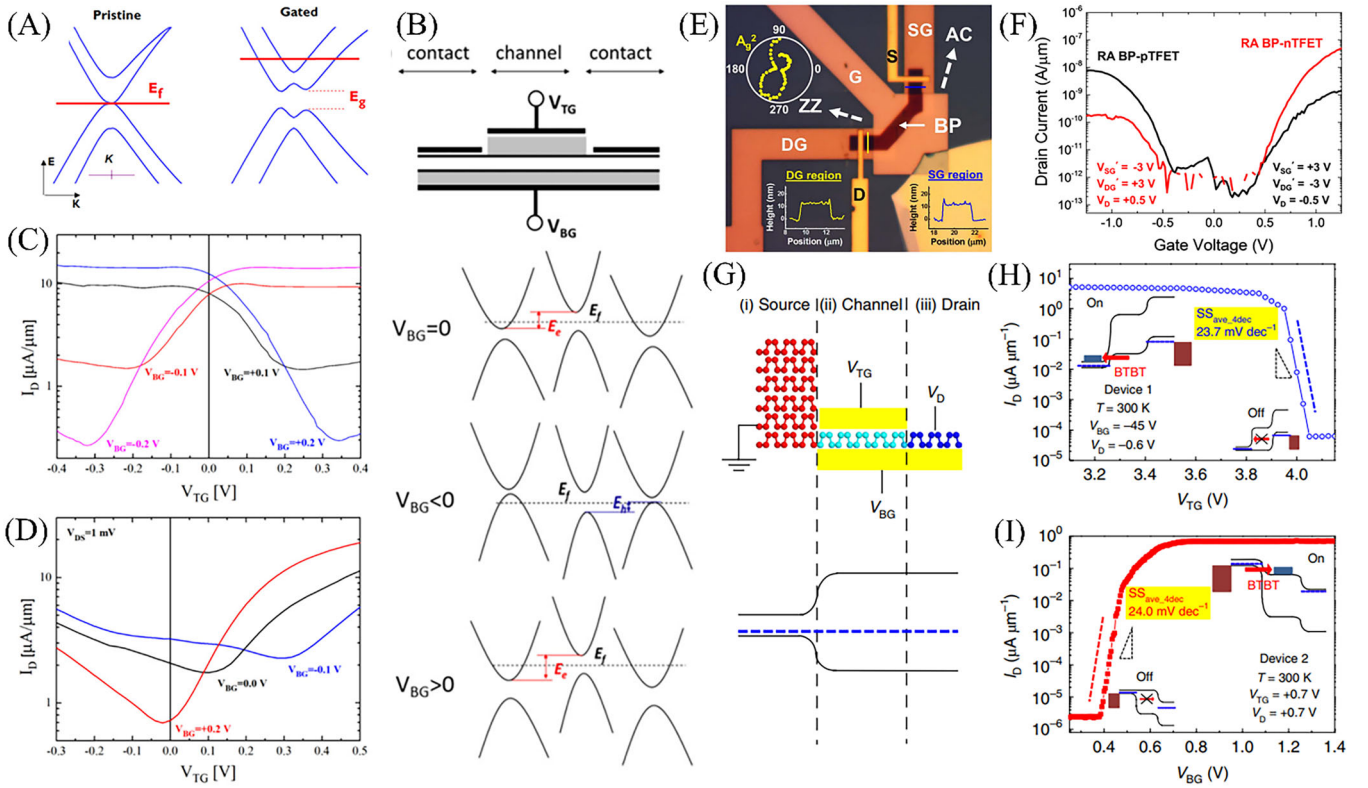 (A)
Pristine
Gated
E_f
E_g
K
E
K
(B)
contact
channel
contact
V_TG
V_BG
V_BG=0
E_e
E_f
V_BG<0
E_f
E_h
V_BG>0
E_e
E_f
(C)
I_D [µA/µm]
10
1
V_BG=-0.1 V
V_BG=+0.1 V
V_BG=-0.2 V
V_BG=+0.2 V
-0.4 -0.3 -0.2 -0.1 0.0 0.1 0.2 0.3 0.4
V_TG [V]
(D)
V_DS=1 mV
I_D [µA/µm]
10
1
V_BG=-0.1 V
V_BG=0.0 V
V_BG=+0.2 V
-0.3 -0.2 -0.1 0.0 0.1 0.2 0.3 0.4 0.5
V_TG [V]
(E)
A_g^2
90
180
0
270
G
S
SG
AC
ZZ
BP
DG
D
DG region
Height (nm)
20
10
0
8 10 12
Position (µm)
SG region
Height (nm)
20
10
0
18 20 22
Position (µm)
(F)
Drain Current (A/µm)
10^-6
10^-7
10^-8
10^-9
10^-10
10^-11
10^-12
10^-13
RA BP-pTFET
RA BP-nTFET
V_SG' = -3 V
V_DG' = +3 V
V_D = +0.5 V
V_SG' = +3 V
V_DG' = -3 V
V_D = -0.5 V
-1.0 -0.5 0.0 0.5 1.0
Gate Voltage (V)
(G)
(i) Source (ii) Channel (iii) Drain
V_TG
V_D
V_BG
(H)
I_D (µA µm⁻¹)
10^1
10^0
10^-1
10^-2
10^-3
10^-4
10^-5
On
SS_ave_4dec
23.7 mV dec⁻¹
BTBT
Device 1
T = 300 K
V_BG = −45 V
V_D = −0.6 V
Off
3.2 3.4 3.6 3.8 4.0
V_TG (V)
(I)
I_D (µA µm⁻¹)
10^0
10^-1
10^-2
10^-3
10^-4
10^-5
10^-6
On
BTBT
SS_ave_4dec
24.0 mV dec⁻¹
Off
Device 2
T = 300 K
V_TG = +0.7 V
V_D = +0.7 V
0.4 0.6 0.8 1.0 1.2 1.4
V_BG (V)